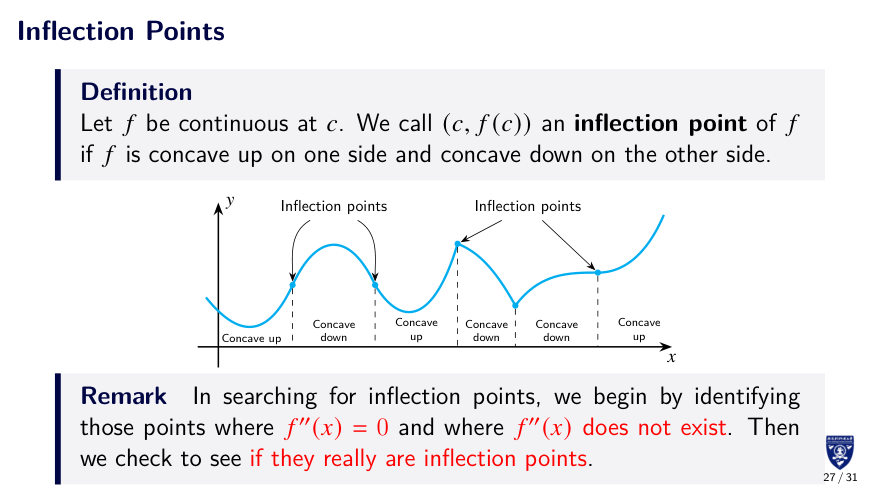 Inflection Points
Definition
Let f be continuous at c. We call (c, f(c)) an inflection point of f
if f is concave up on one side and concave down on the other side.
y
Inflection points
Inflection points
Concave up
Concave
down
Concave
up
Concave
down
Concave
down
Concave
up
x
Remark In searching for inflection points, we begin by identifying
those points where f′′(x) = 0 and where f′′(x) does not exist. Then
we check to see if they really are inflection points.
27 / 31